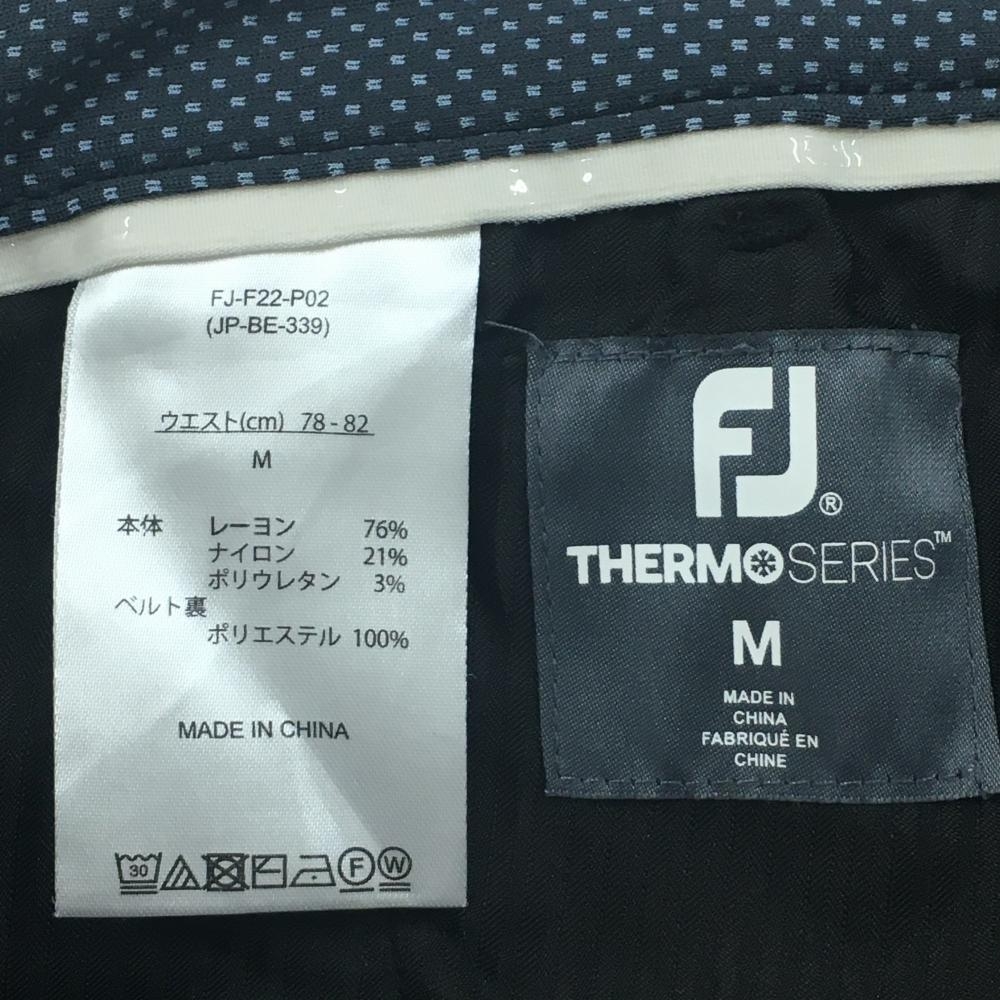 FJ-F22-P02
(JP-BE-339)
ウエスト(cm) 78-82
M
本体 レーヨン 76%
ナイロン 21%
ポリウレタン 3%
ベルト裏
ポリエステル 100%
MADE IN CHINA
30 F W
FJ®
THERMOSERIES™
M
MADE IN
CHINA
FABRIQUÉ EN
CHINE